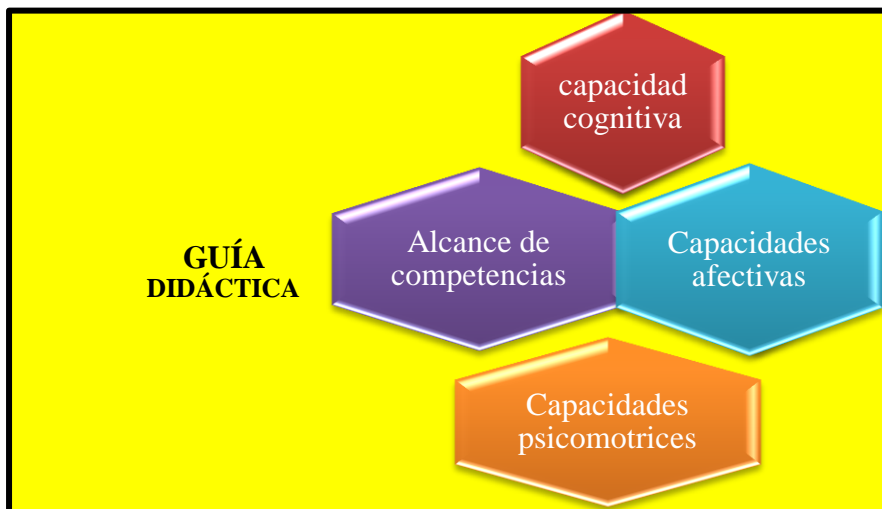 capacidad
cognitiva
GUÍA
DIDÁCTICA
Alcance de
competencias
Capacidades
afectivas
Capacidades
psicomotrices